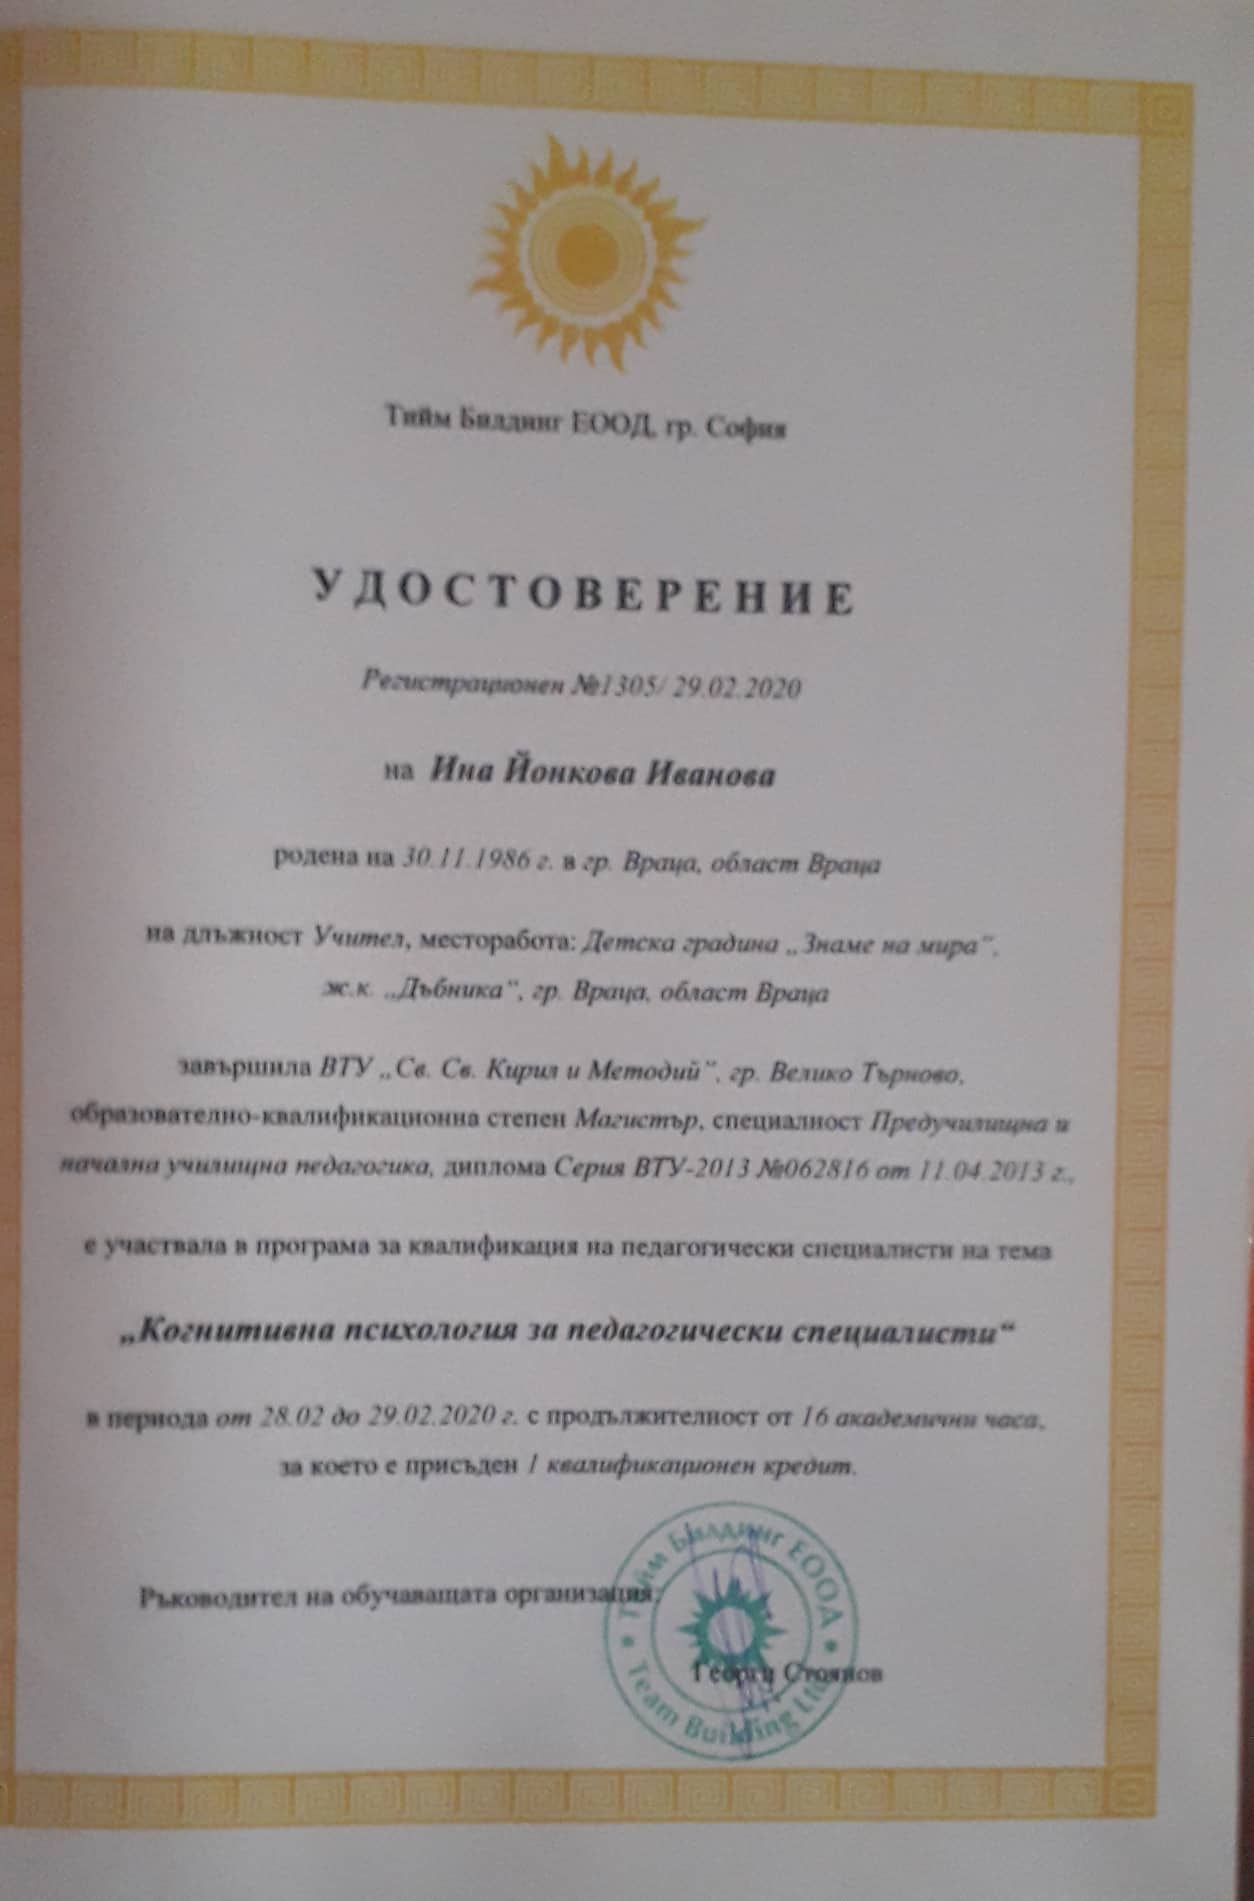 Тийм Билдинг ЕООД, гр. София
УДОСТОВЕРЕНИЕ
Регистрационен №1305/ 29.02.2020
на Ина Йонкова Иванова
родена на 30.11.1986 г. в гр. Враца, област Враца
на длъжност Учител, месторабота: Детска градина „Знаме на мира",
ж.к. „Дъбника", гр. Враца, област Враца
завършила ВТУ „Св. Св. Кирил и Методий", гр. Велико Търново,
образователно-квалификационна степен Магистър, специалност Предучилищна и
начална училищна педагогика, диплома Серия ВТУ-2013 №062816 от 11.04.2013 г.,
е участвала в програма за квалификация на педагогически специалисти на тема
„Когнитивна психология за педагогически специалисти“
в периода от 28.02 до 29.02.2020 г. с продължителност от 16 академични часа,
за което е присъден 1 квалификационен кредит.
Ръководител на обучаващата организация:
Тийм Билдинг ЕООД
Георги Стоянов
Team Building Ltd